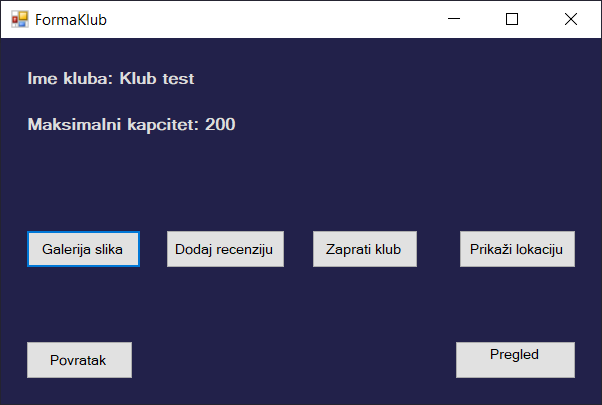 FormaKlub
Ime kluba: Klub test
Maksimalni kapcitet: 200
Galerija slika
Dodaj recenziju
Zaprati klub
Prikaži lokaciju
Povratak
Pregled